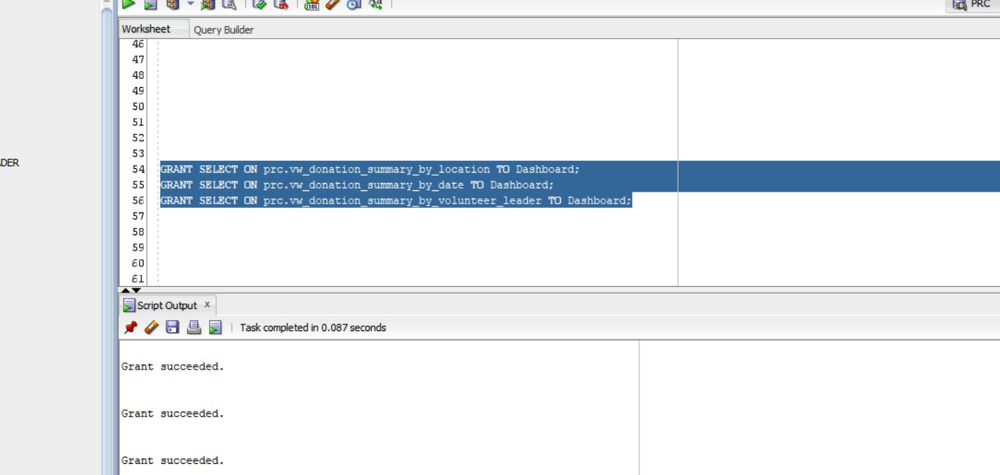 PRC
Worksheet Query Builder
46
47
48
49
50
51
52
53
ADER
54 GRANT SELECT ON prc.vw_donation_summary_by_location TO Dashboard;
55 GRANT SELECT ON prc.vw_donation_summary_by_date TO Dashboard;
56 GRANT SELECT ON prc.vw_donation_summary_by_volunteer_leader TO Dashboard;
57
58
59
60
61
Script Output x
Task completed in 0.087 seconds
Grant succeeded.
Grant succeeded.
Grant succeeded.